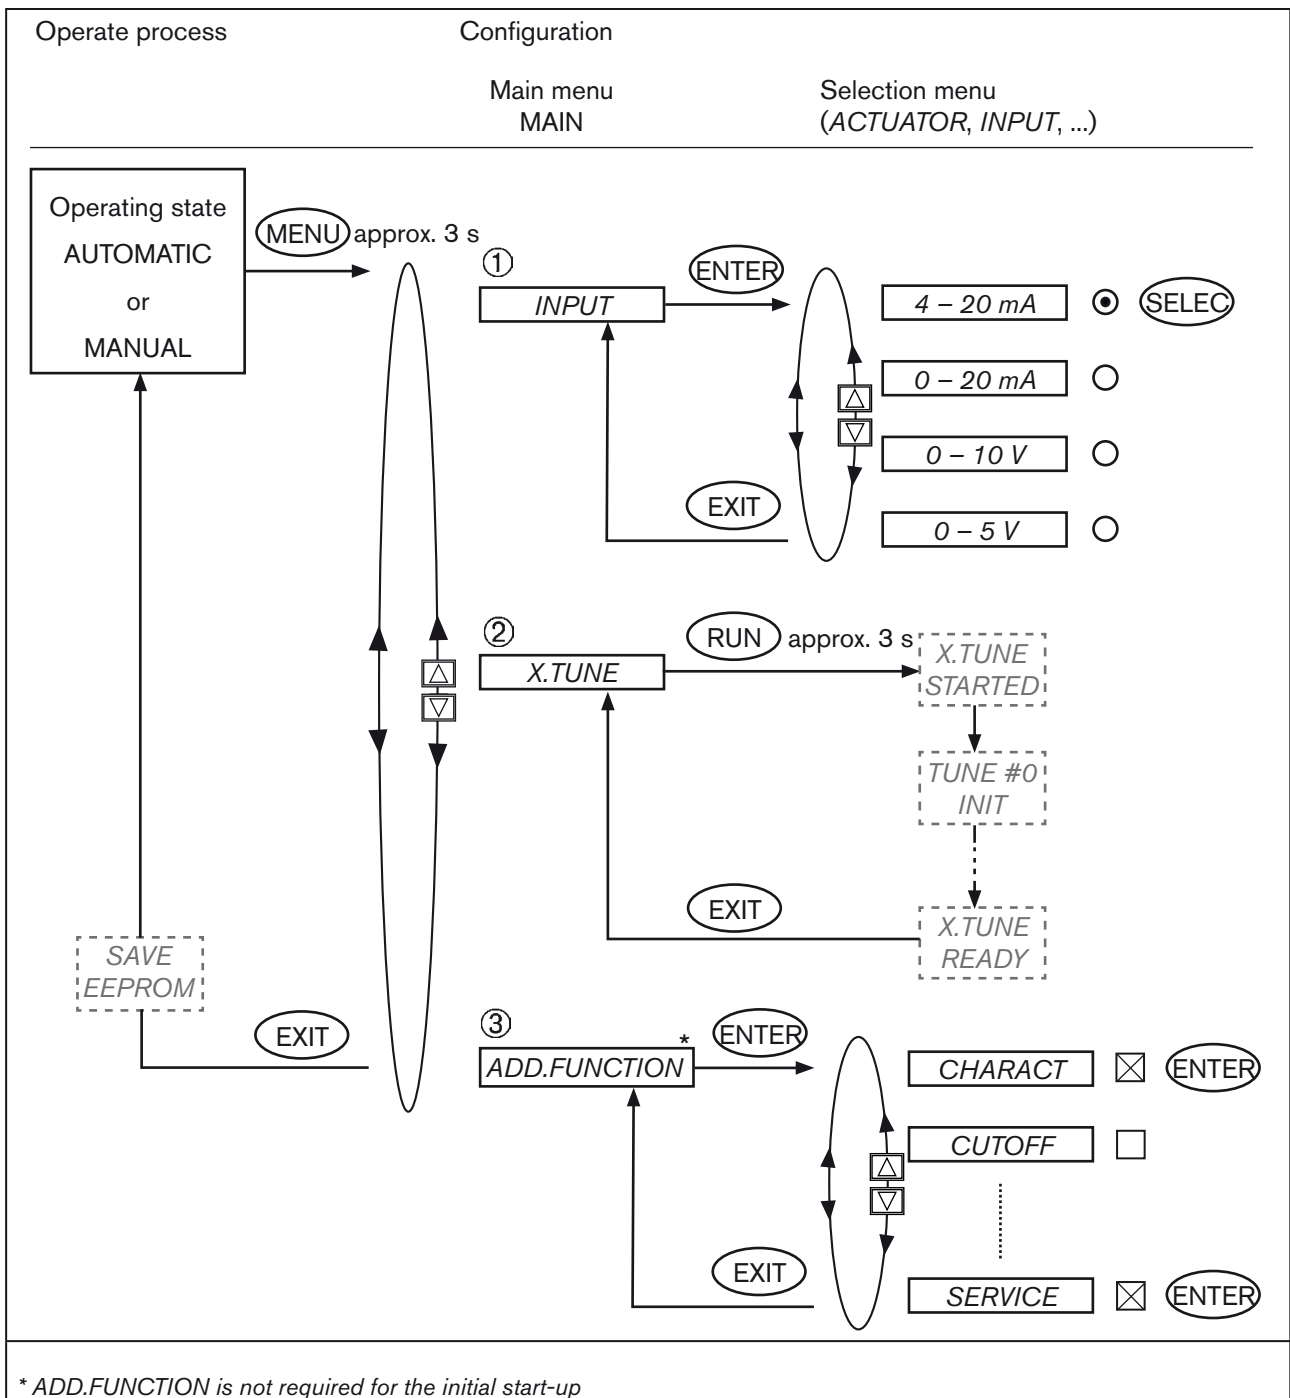 Operate process
Configuration
Main menu
MAIN
Selection menu
(ACTUATOR, INPUT, ...)
Operating state
AUTOMATIC
or
MANUAL
MENU approx. 3 s
①
INPUT
ENTER
4 – 20 mA
SELEC
0 – 20 mA
0 – 10 V
0 – 5 V
EXIT
②
X.TUNE
RUN approx. 3 s
X.TUNE
STARTED
TUNE #0
INIT
X.TUNE
READY
EXIT
SAVE
EEPROM
EXIT
③
ADD.FUNCTION *
ENTER
CHARACT
ENTER
CUTOFF
SERVICE
ENTER
EXIT
* ADD.FUNCTION is not required for the initial start-up